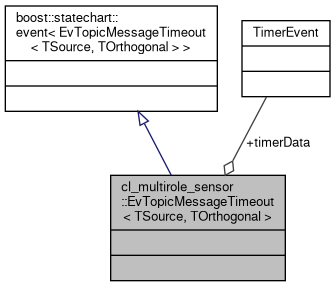 boost::statechart::
event< EvTopicMessageTimeout
< TSource, TOrthogonal > >
TimerEvent
+timerData
cl_multirole_sensor
::EvTopicMessageTimeout
< TSource, TOrthogonal >